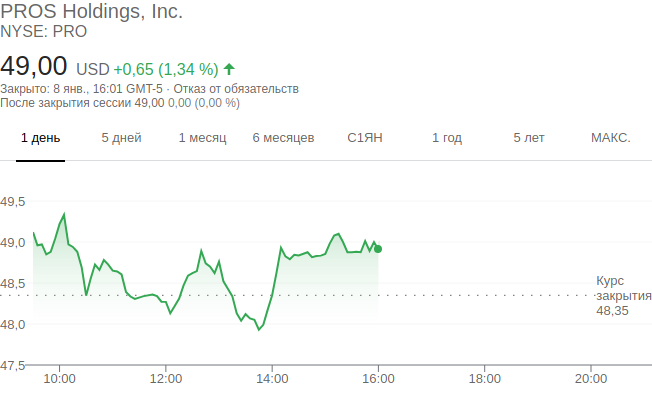 PROS Holdings, Inc.
NYSE: PRO
49,00 USD +0,65 (1,34 %)
Закрыто: 8 янв., 16:01 GMT-5 · Отказ от обязательств
После закрытия сессии 49,00 0,00 (0,00 %)
1 день 5 дней 1 месяц 6 месяцев С1ЯН 1 год 5 лет МАКС.
49,5
49,0
48,5
48,0
47,5
Курс
закрытия
48,35
10:00 12:00 14:00 16:00 18:00 20:00